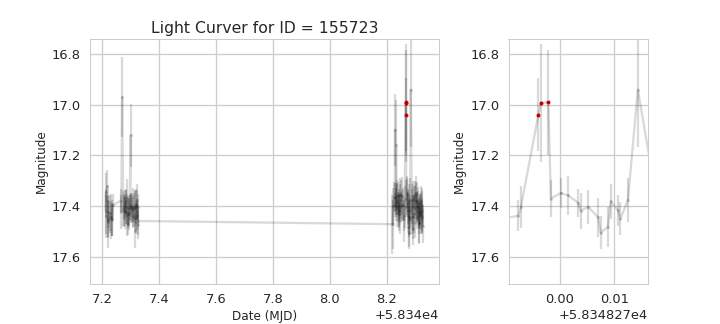 Light Curver for ID = 155723
16.8
17.0
17.2
17.4
17.6
Magnitude
7.2 7.4 7.6 7.8 8.0 8.2
Date (MJD)
+5.834e4
16.8
17.0
17.2
17.4
17.6
Magnitude
0.00 0.01
+5.834827e4